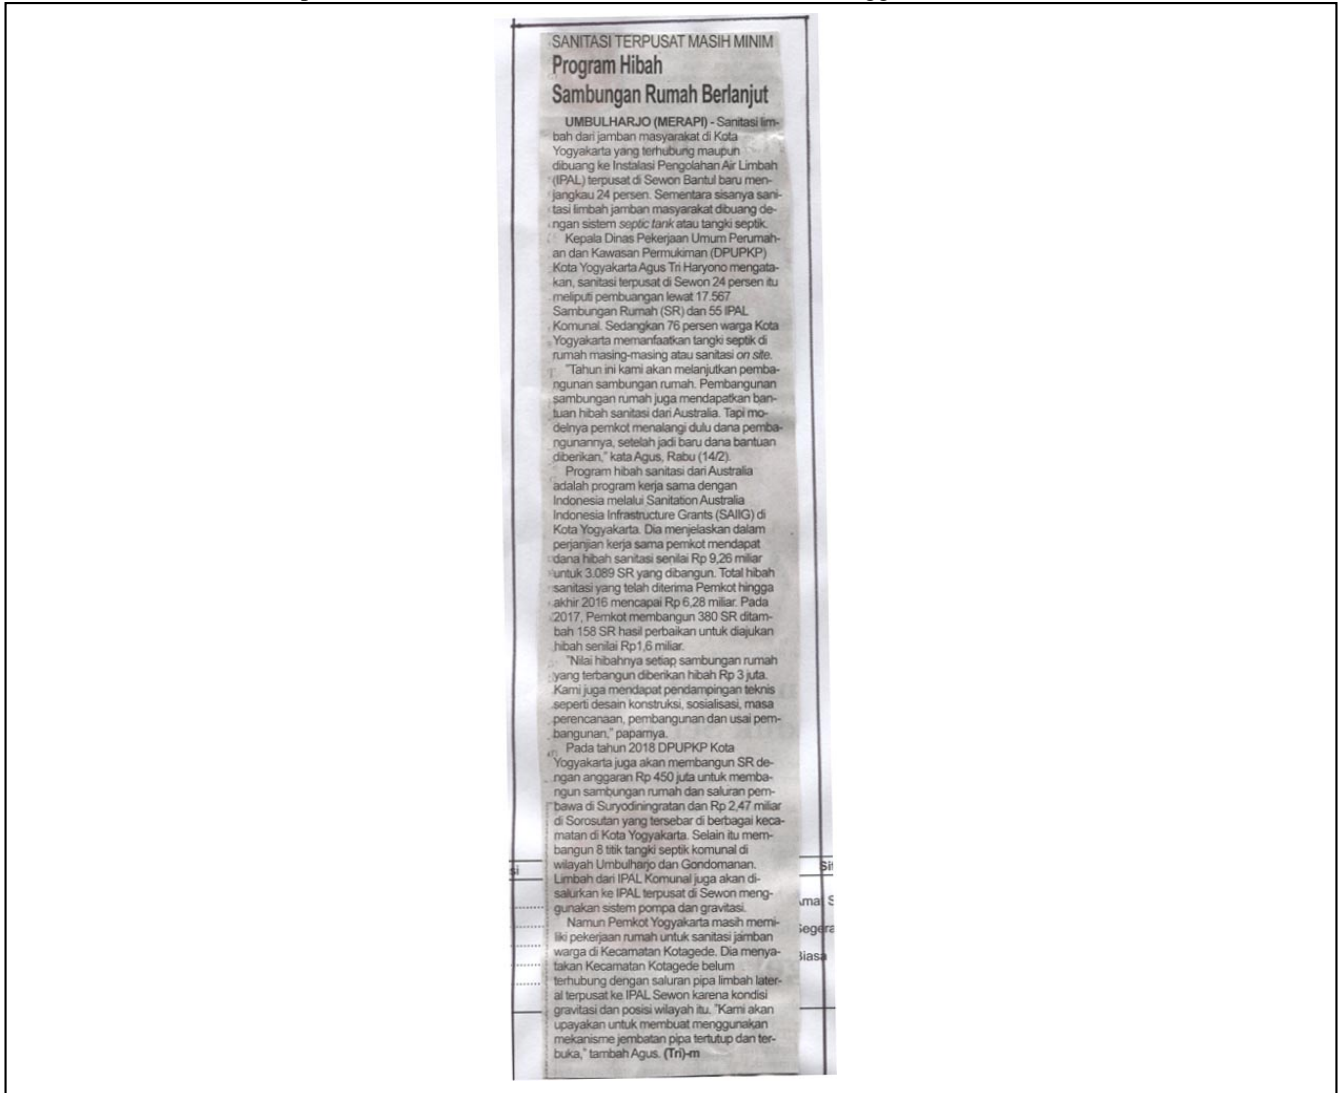 SANITASI TERPUSAT MASIH MINIM
Program Hibah
Sambungan Rumah Berlanjut
UMBULHARJO (MERAPI) - Sanitasi lim-
bah dari jamban masyarakat di Kota
Yogyakarta yang terhubung maupun
dibuang ke Instalasi Pengolahan Air Limbah
(IPAL) terpusat di Sewon Bantul baru men-
jangkau 24 persen. Sementara sisanya sani-
tasi limbah jamban masyarakat dibuang de-
ngan sistem septic tank atau tangki septik.
Kepala Dinas Pekerjaan Umum Perumah-
an dan Kawasan Permukiman (DPUPKP)
Kota Yogyakarta Agus Tri Haryono mengata-
kan, sanitasi terpusat di Sewon 24 persen itu
meliputi pembuangan lewat 17.567
Sambungan Rumah (SR) dan 55 IPAL
Komunal. Sedangkan 76 persen warga Kota
Yogyakarta memanfaatkan tangki septik di
rumah masing-masing atau sanitasi on site.
"Tahun ini kami akan melanjutkan pemba-
ngunan sambungan rumah. Pembangunan
sambungan rumah juga mendapatkan ban-
tuan hibah sanitasi dari Australia. Tapi mo-
delnya pemkot menalangi dulu dana pemba-
ngunannya, setelah jadi baru dana bantuan
diberikan," kata Agus, Rabu (14/2).
Program hibah sanitasi dari Australia
adalah program kerja sama dengan
Indonesia melalui Sanitation Australia
Indonesia Infrastructure Grants (SAIIG) di
Kota Yogyakarta. Dia menjelaskan dalam
perjanjian kerja sama pemkot mendapat
dana hibah sanitasi senilai Rp 9,26 miliar
untuk 3.089 SR yang dibangun. Total hibah
sanitasi yang telah diterima Pemkot hingga
akhir 2016 mencapai Rp 6,28 miliar. Pada
2017, Pemkot membangun 380 SR ditam-
bah 158 SR hasil perbaikan untuk diajukan
hibah senilai Rp1,6 miliar.
"Nilai hibahnya setiap sambungan rumah
yang terbangun diberikan hibah Rp 3 juta.
Kami juga mendapat pendampingan teknis
seperti desain konstruksi, sosialisasi, masa
perencanaan, pembangunan dan usai pem-
bangunan," paparnya.
Pada tahun 2018 DPUPKP Kota
Yogyakarta juga akan membangun SR de-
ngan anggaran Rp 450 juta untuk memba-
ngun sambungan rumah dan saluran pem-
bawa di Suryodiningratan dan Rp 2,47 miliar
di Sorosutan yang tersebar di berbagai keca-
matan di Kota Yogyakarta. Selain itu mem-
bangun 8 titik tangki septik komunal di
wilayah Umbulharjo dan Gondomanan.
Limbah dari IPAL Komunal juga akan di-
salurkan ke IPAL terpusat di Sewon meng-
gunakan sistem pompa dan gravitasi.
Namun Pemkot Yogyakarta masih memi-
liki pekerjaan rumah untuk sanitasi jamban
warga di Kecamatan Kotagede. Dia menya-
takan Kecamatan Kotagede belum
terhubung dengan saluran pipa limbah later-
al terpusat ke IPAL Sewon karena kondisi
gravitasi dan posisi wilayah itu. "Kami akan
upayakan untuk membuat menggunakan
mekanisme jembatan pipa tertutup dan ter-
buka," tambah Agus. (Tri)-m
si
Si
Amat S
Segera
Biasa